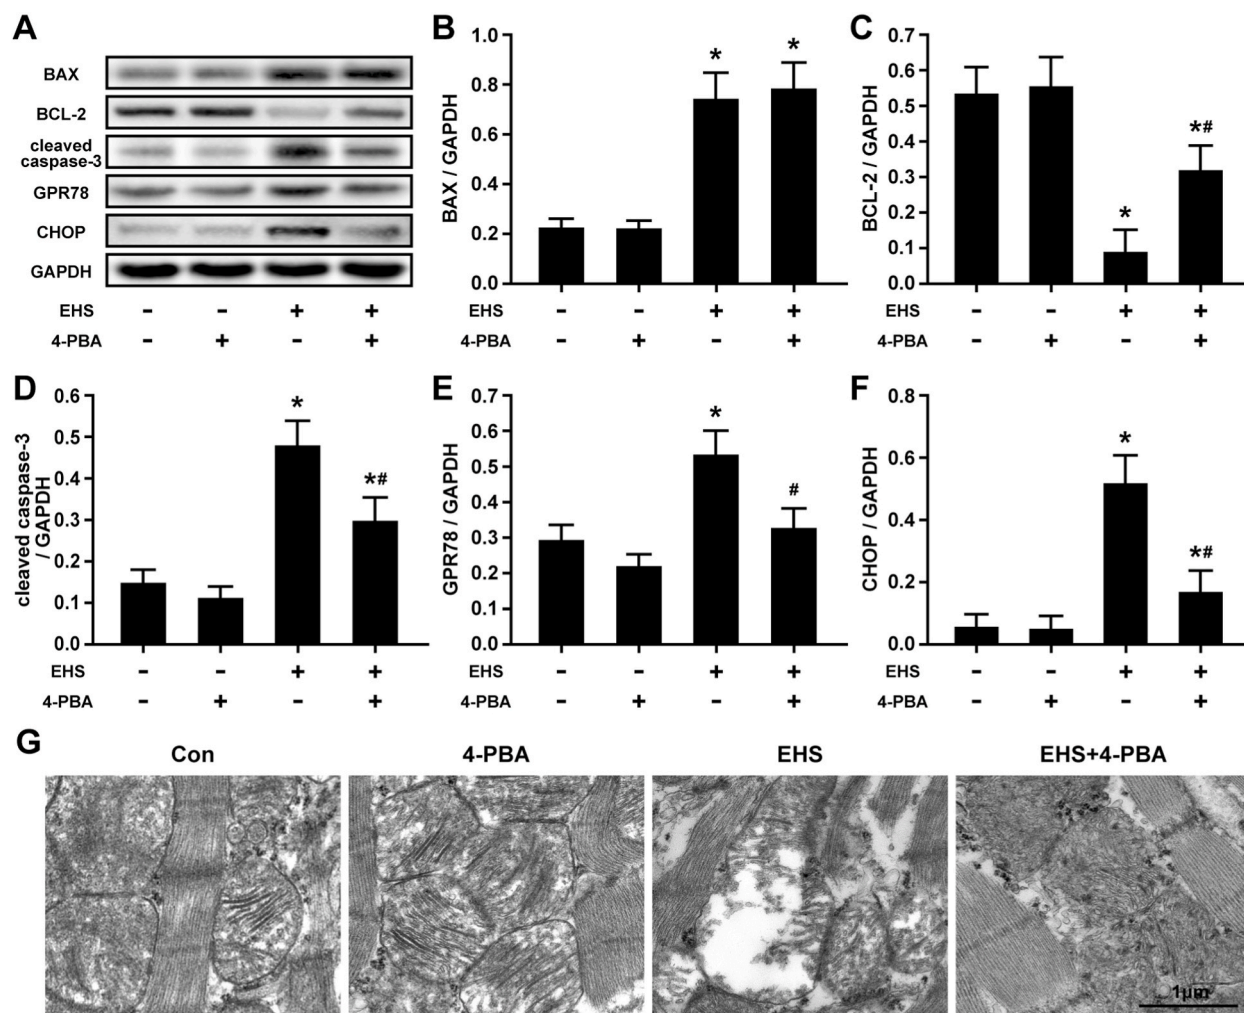 A
BAX
BCL-2
cleaved
caspase-3
GPR78
CHOP
GAPDH
EHS - - + +
4-PBA - + - +
B
BAX / GAPDH
1.0
0.8
0.6
0.4
0.2
0.0
* *
EHS - - + +
4-PBA - + - +
C
BCL-2 / GAPDH
0.7
0.6
0.5
0.4
0.3
0.2
0.1
0.0
* *#
EHS - - + +
4-PBA - + - +
D
cleaved caspase-3
/ GAPDH
0.6
0.5
0.4
0.3
0.2
0.1
0.0
* *#
EHS - - + +
4-PBA - + - +
E
GPR78 / GAPDH
0.7
0.6
0.5
0.4
0.3
0.2
0.1
0.0
* #
EHS - - + +
4-PBA - + - +
F
CHOP / GAPDH
0.8
0.6
0.4
0.2
0.0
* *#
EHS - - + +
4-PBA - + - +
G
Con 4-PBA EHS EHS+4-PBA
1μm